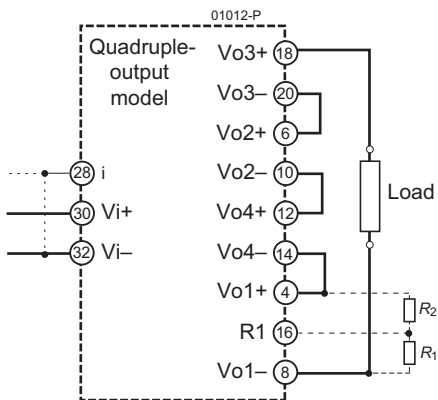 01012-P
Quadruple-
output
model
Vo3+ 18
Vo3– 20
Vo2+ 6
Vo2– 10
Vo4+ 12
Vo4– 14
Vo1+ 4
R1 16
Vo1– 8
28 i
30 Vi+
32 Vi–
Load
R2
R1